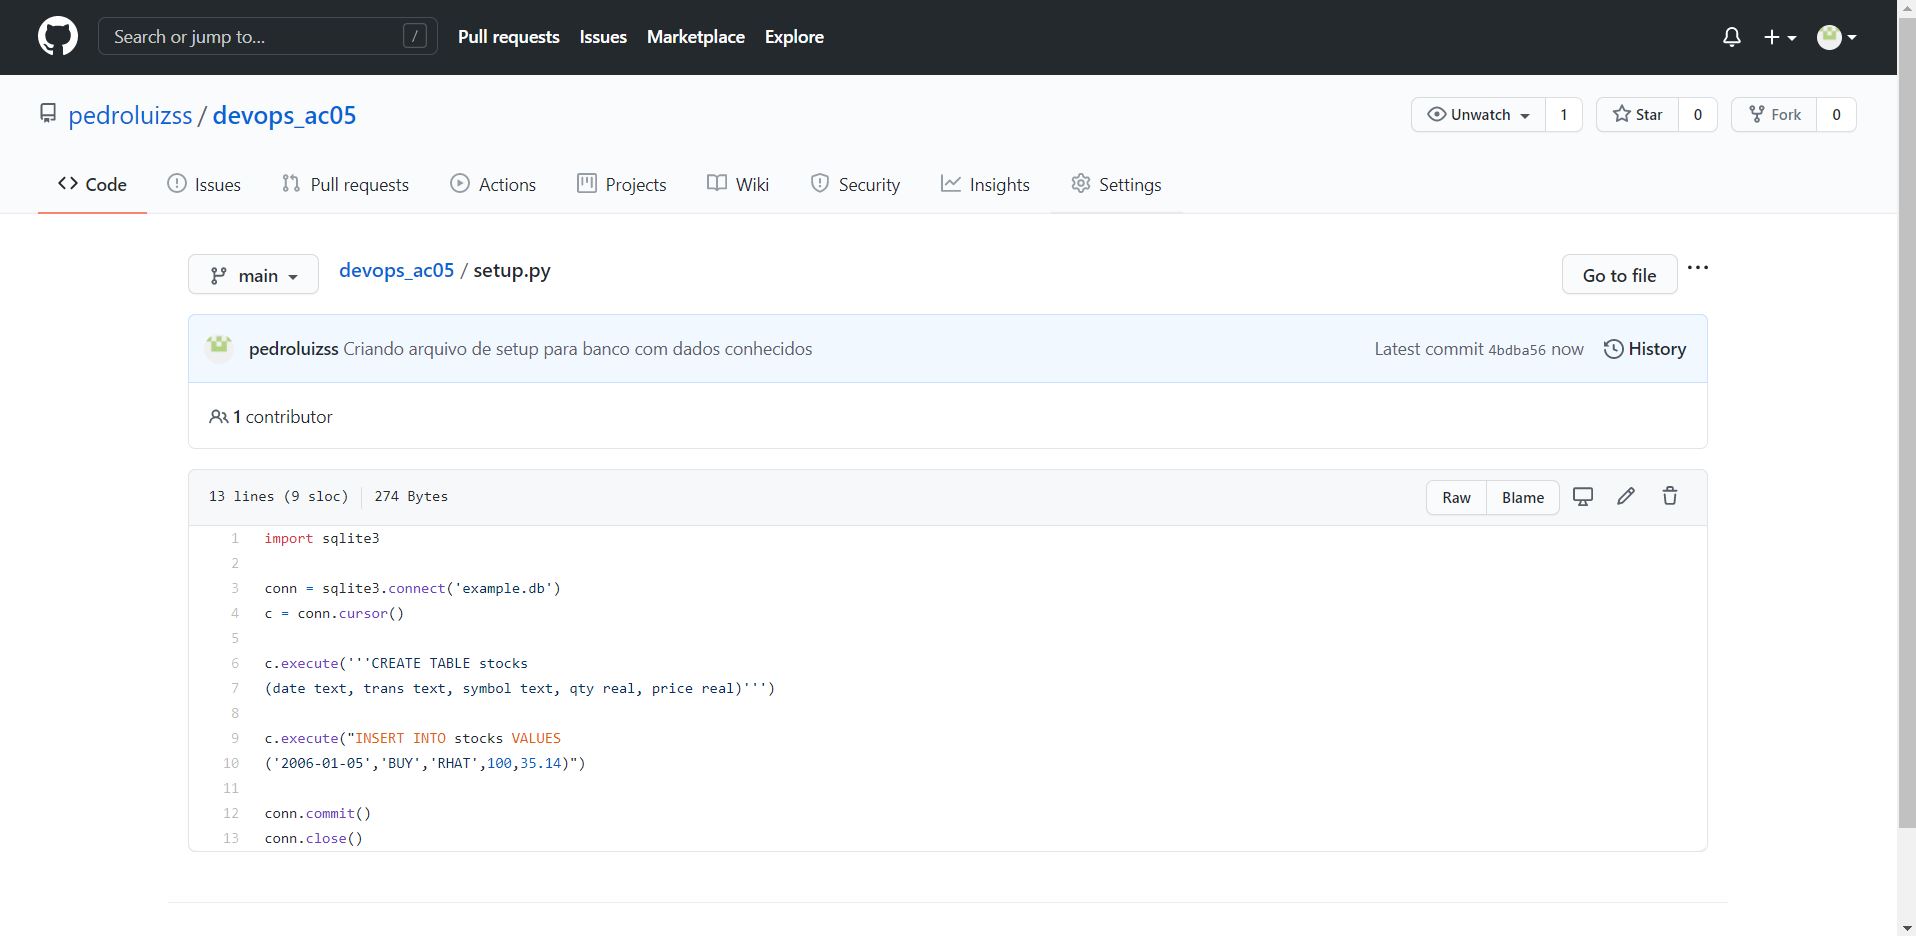 Search or jump to... /
Pull requests Issues Marketplace Explore
pedroluizss / devops_ac05
Unwatch 1 Star 0 Fork 0
Code Issues Pull requests Actions Projects Wiki Security Insights Settings
main devops_ac05 / setup.py Go to file ...
pedroluizss Criando arquivo de setup para banco com dados conhecidos Latest commit 4bdba56 now History
1 contributor
13 lines (9 sloc) 274 Bytes Raw Blame
1 import sqlite3
2
3 conn = sqlite3.connect('example.db')
4 c = conn.cursor()
5
6 c.execute('''CREATE TABLE stocks
7 (date text, trans text, symbol text, qty real, price real)''')
8
9 c.execute("INSERT INTO stocks VALUES
10 ('2006-01-05','BUY','RHAT',100,35.14)")
11
12 conn.commit()
13 conn.close()